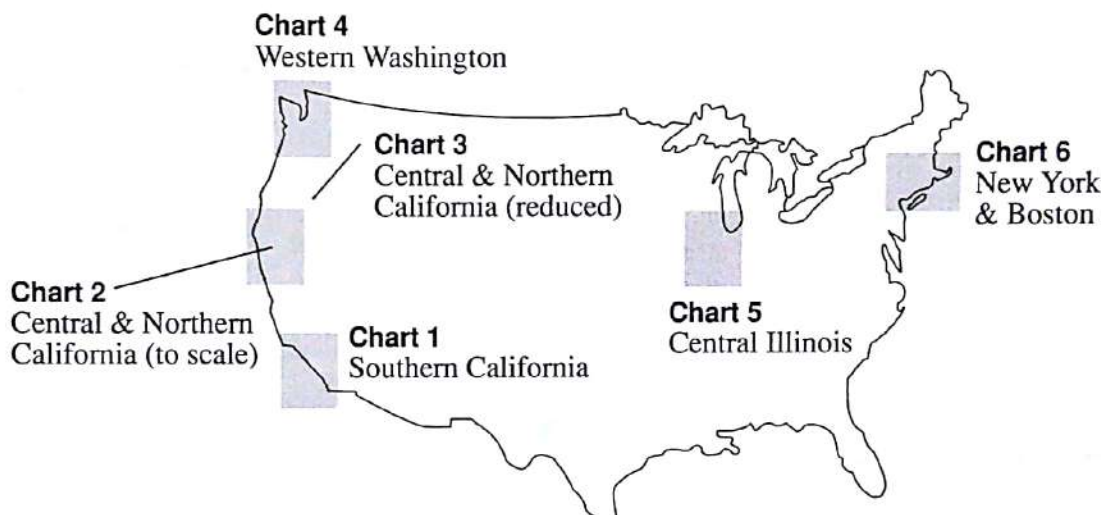 Chart 4
Western Washington
Chart 3
Central & Northern
California (reduced)
Chart 6
New York
& Boston
Chart 2
Central & Northern
California (to scale)
Chart 1
Southern California
Chart 5
Central Illinois